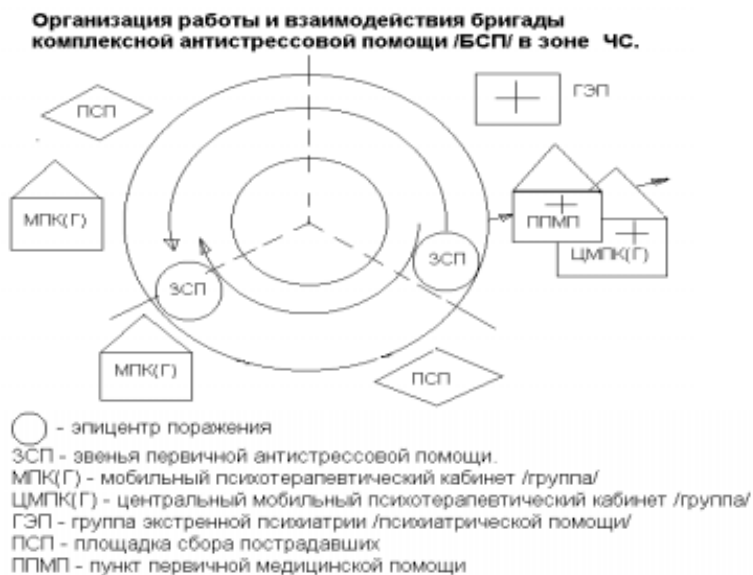 Организация работы и взаимодействия бригады
комплексной антистрессовой помощи /БСП/ в зоне ЧС.
ПСП
ГЭП
МПК(Г)
ППМП
ЦМПК(Г)
ЗСП
ЗСП
МПК(Г)
ПСП
- эпицентр поражения
ЗСП - звенья первичной антистрессовой помощи.
МПК(Г) - мобильный психотерапевтический кабинет /группа/
ЦМПК(Г) - центральный мобильный психотерапевтический кабинет /группа/
ГЭП - группа экстренной психиатрии /психиатрической помощи/
ПСП - площадка сбора пострадавших
ППМП - пункт первичной медицинской помощи